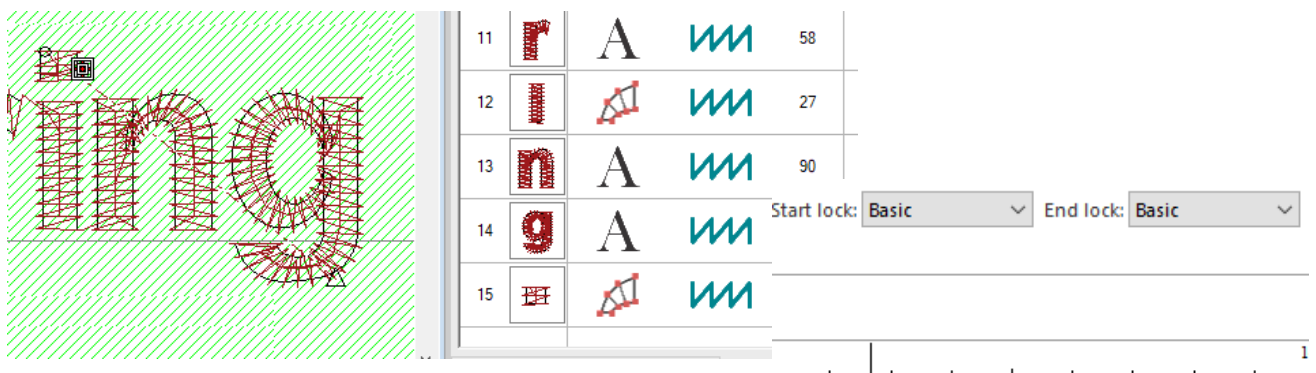 ing
11 r A 58
12 l 27
13 n A 90
14 g A
15
Start lock: Basic End lock: Basic
1